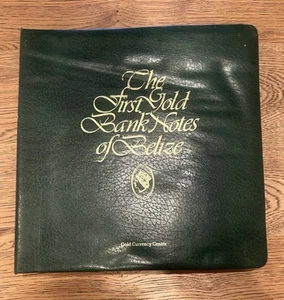 The
First Gold
Bank Notes
of Belize
Gold Currency Centre